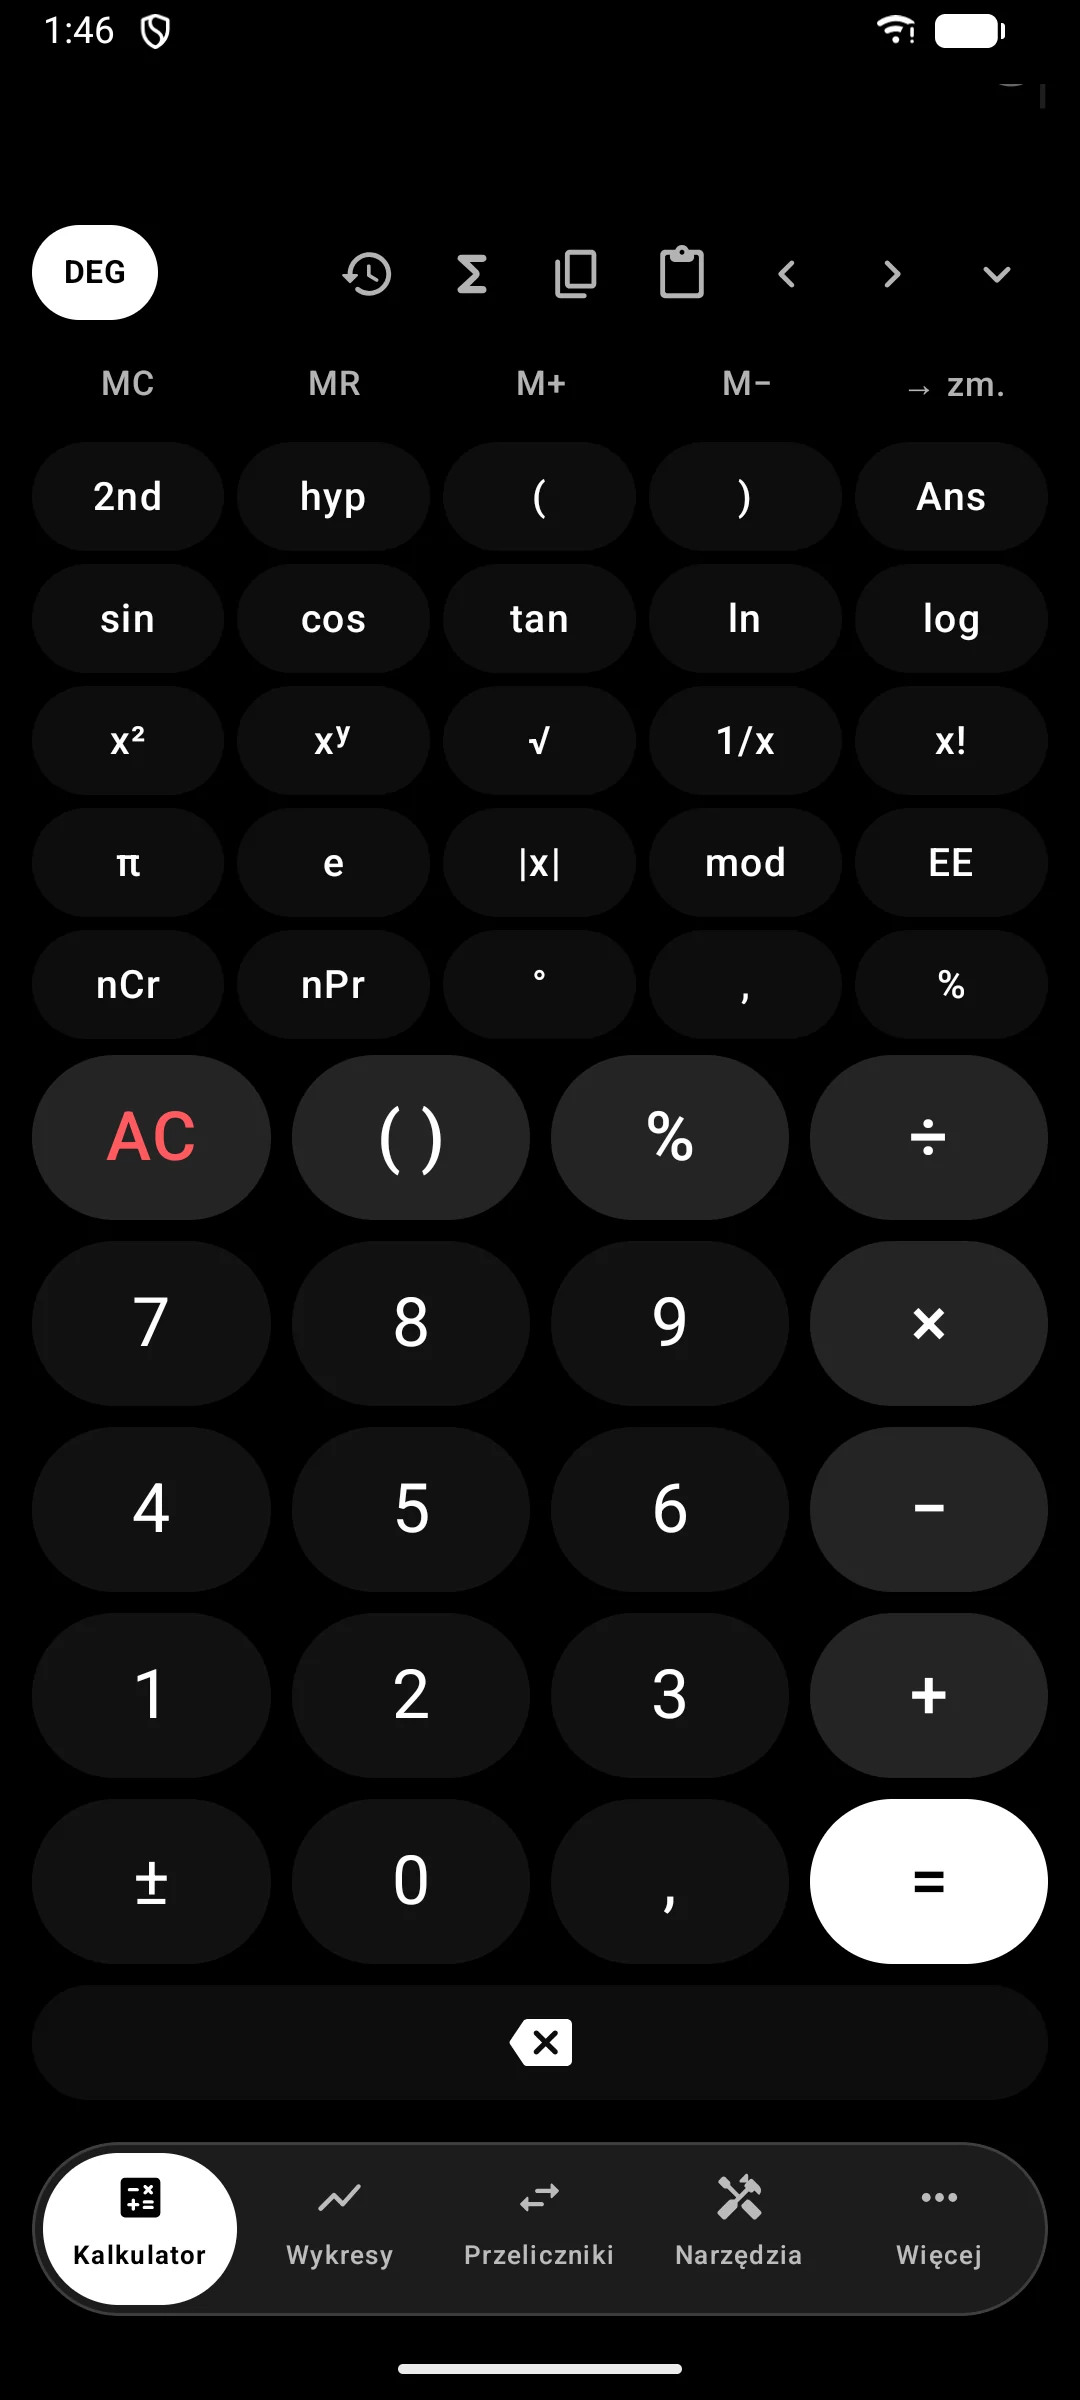 1:46
DEG
MC MR M+ M− → zm.
2nd hyp ( ) Ans
sin cos tan ln log
x² xʸ √ 1/x x!
π e |x| mod EE
nCr nPr ° , %
AC ( ) % ÷
7 8 9 ×
4 5 6 −
1 2 3 +
± 0 , =
Kalkulator Wykresy Przeliczniki Narzędzia Więcej